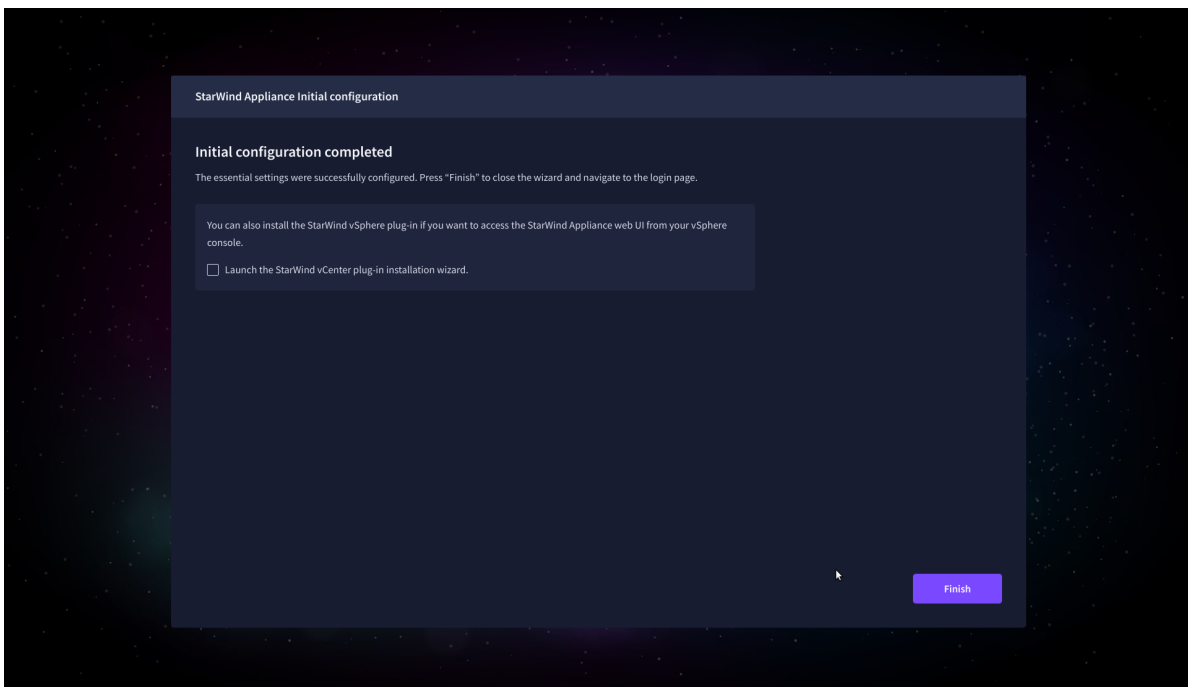 StarWind Appliance Initial configuration
Initial configuration completed
The essential settings were successfully configured. Press “Finish” to close the wizard and navigate to the login page.
You can also install the StarWind vSphere plug-in if you want to access the StarWind Appliance web UI from your vSphere
console.
Launch the StarWind vCenter plug-in installation wizard.
Finish